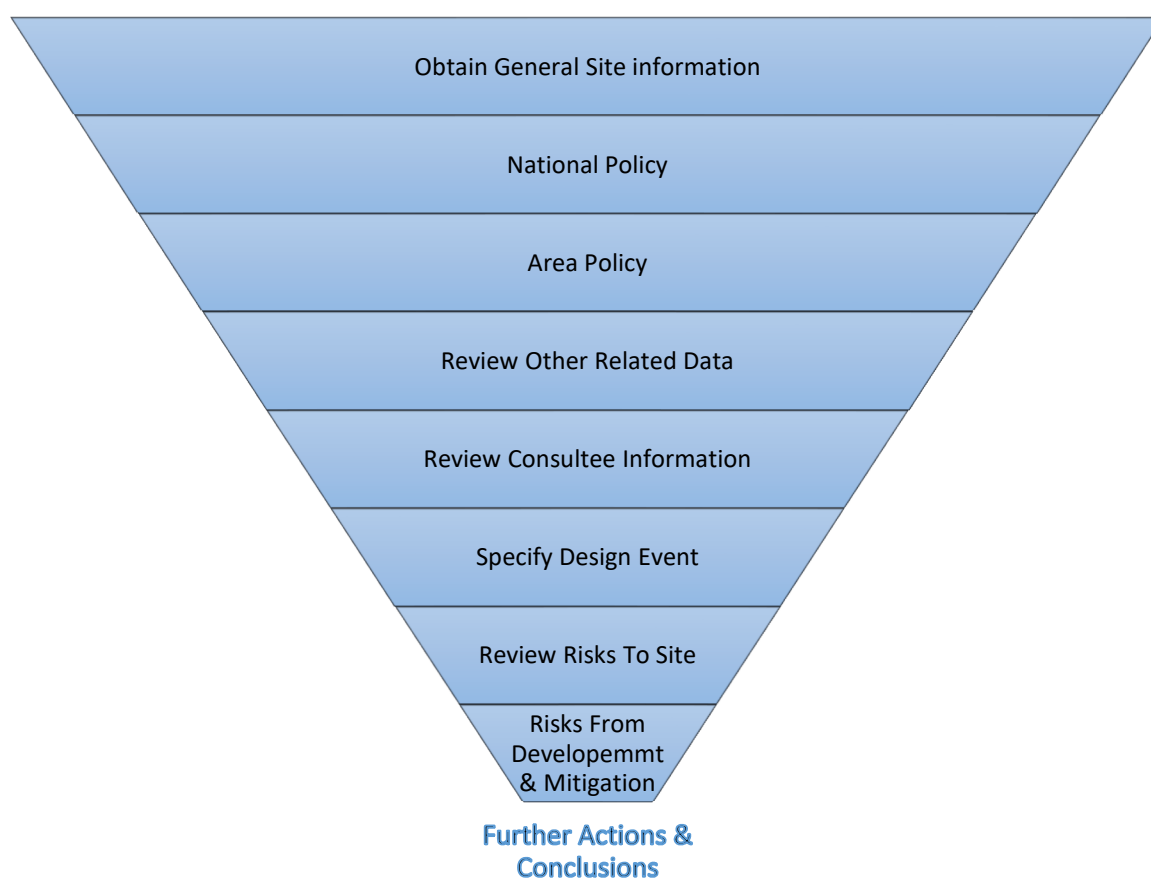 Obtain General Site information
National Policy
Area Policy
Review Other Related Data
Review Consultee Information
Specify Design Event
Review Risks To Site
Risks From
Developemmt
& Mitigation
Further Actions &
Conclusions